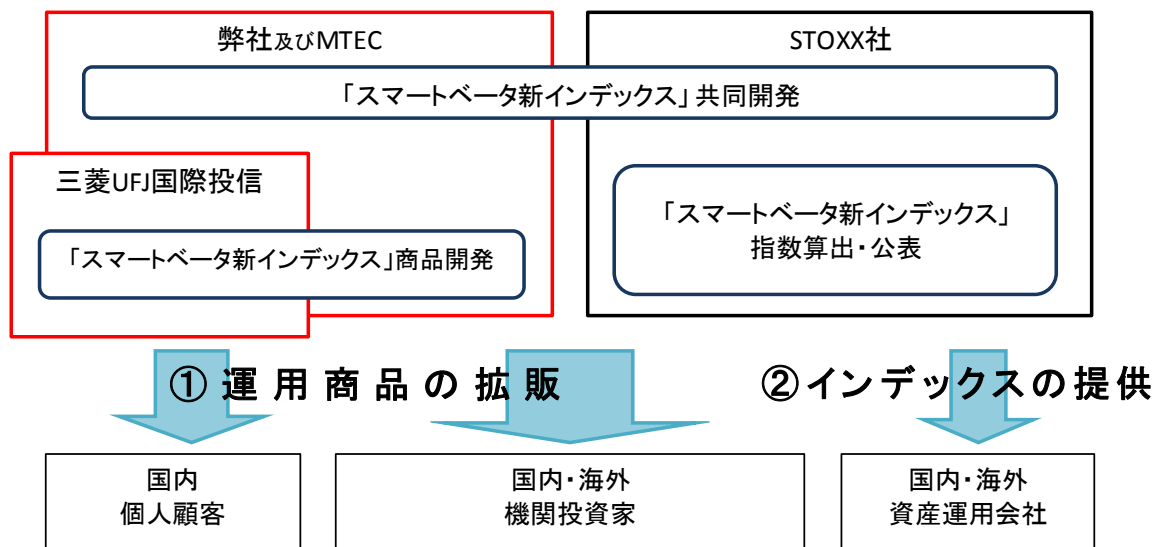 弊社及びMTEC
STOXX社
「スマートベータ新インデックス」 共同開発
三菱UFJ国際投信
「スマートベータ新インデックス」
指数算出・公表
「スマートベータ新インデックス」商品開発
①運用商品の拡販
②インデックスの提供
国内
個人顧客
国内・海外
機関投資家
国内・海外
資産運用会社